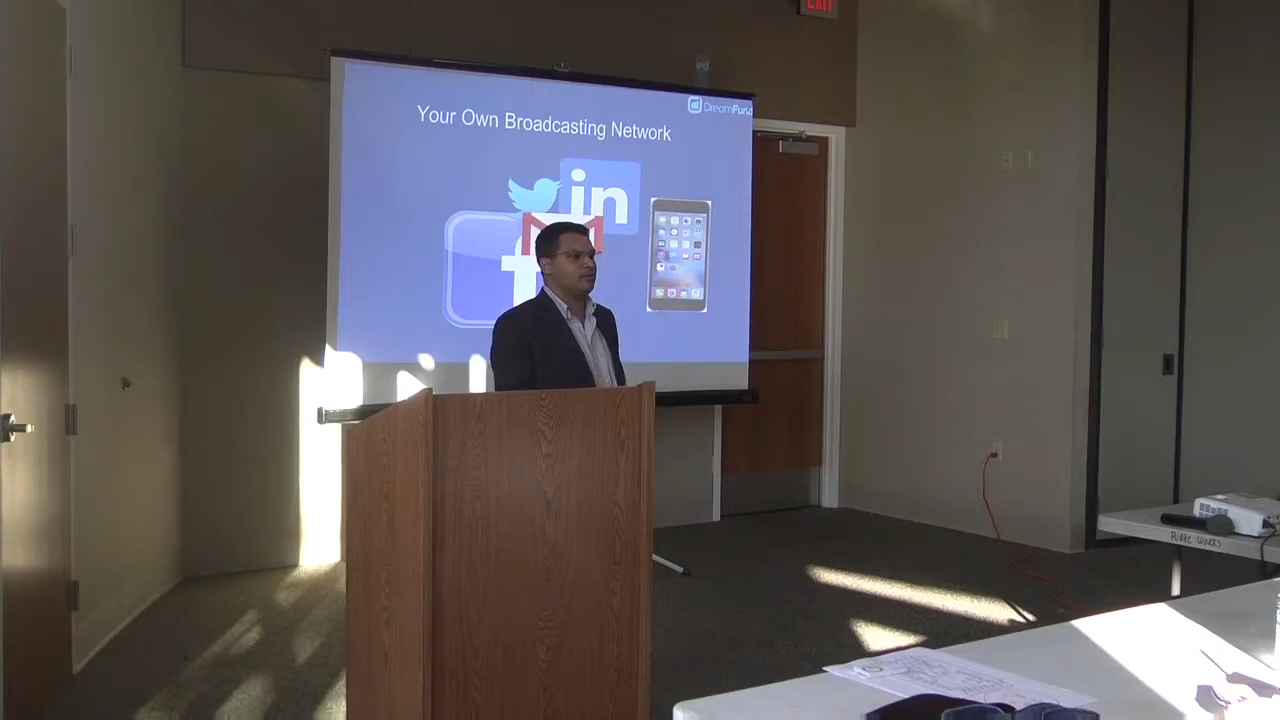 EXIT
DreamFund
Your Own Broadcasting Network
in
f
PUBLIC WORKS